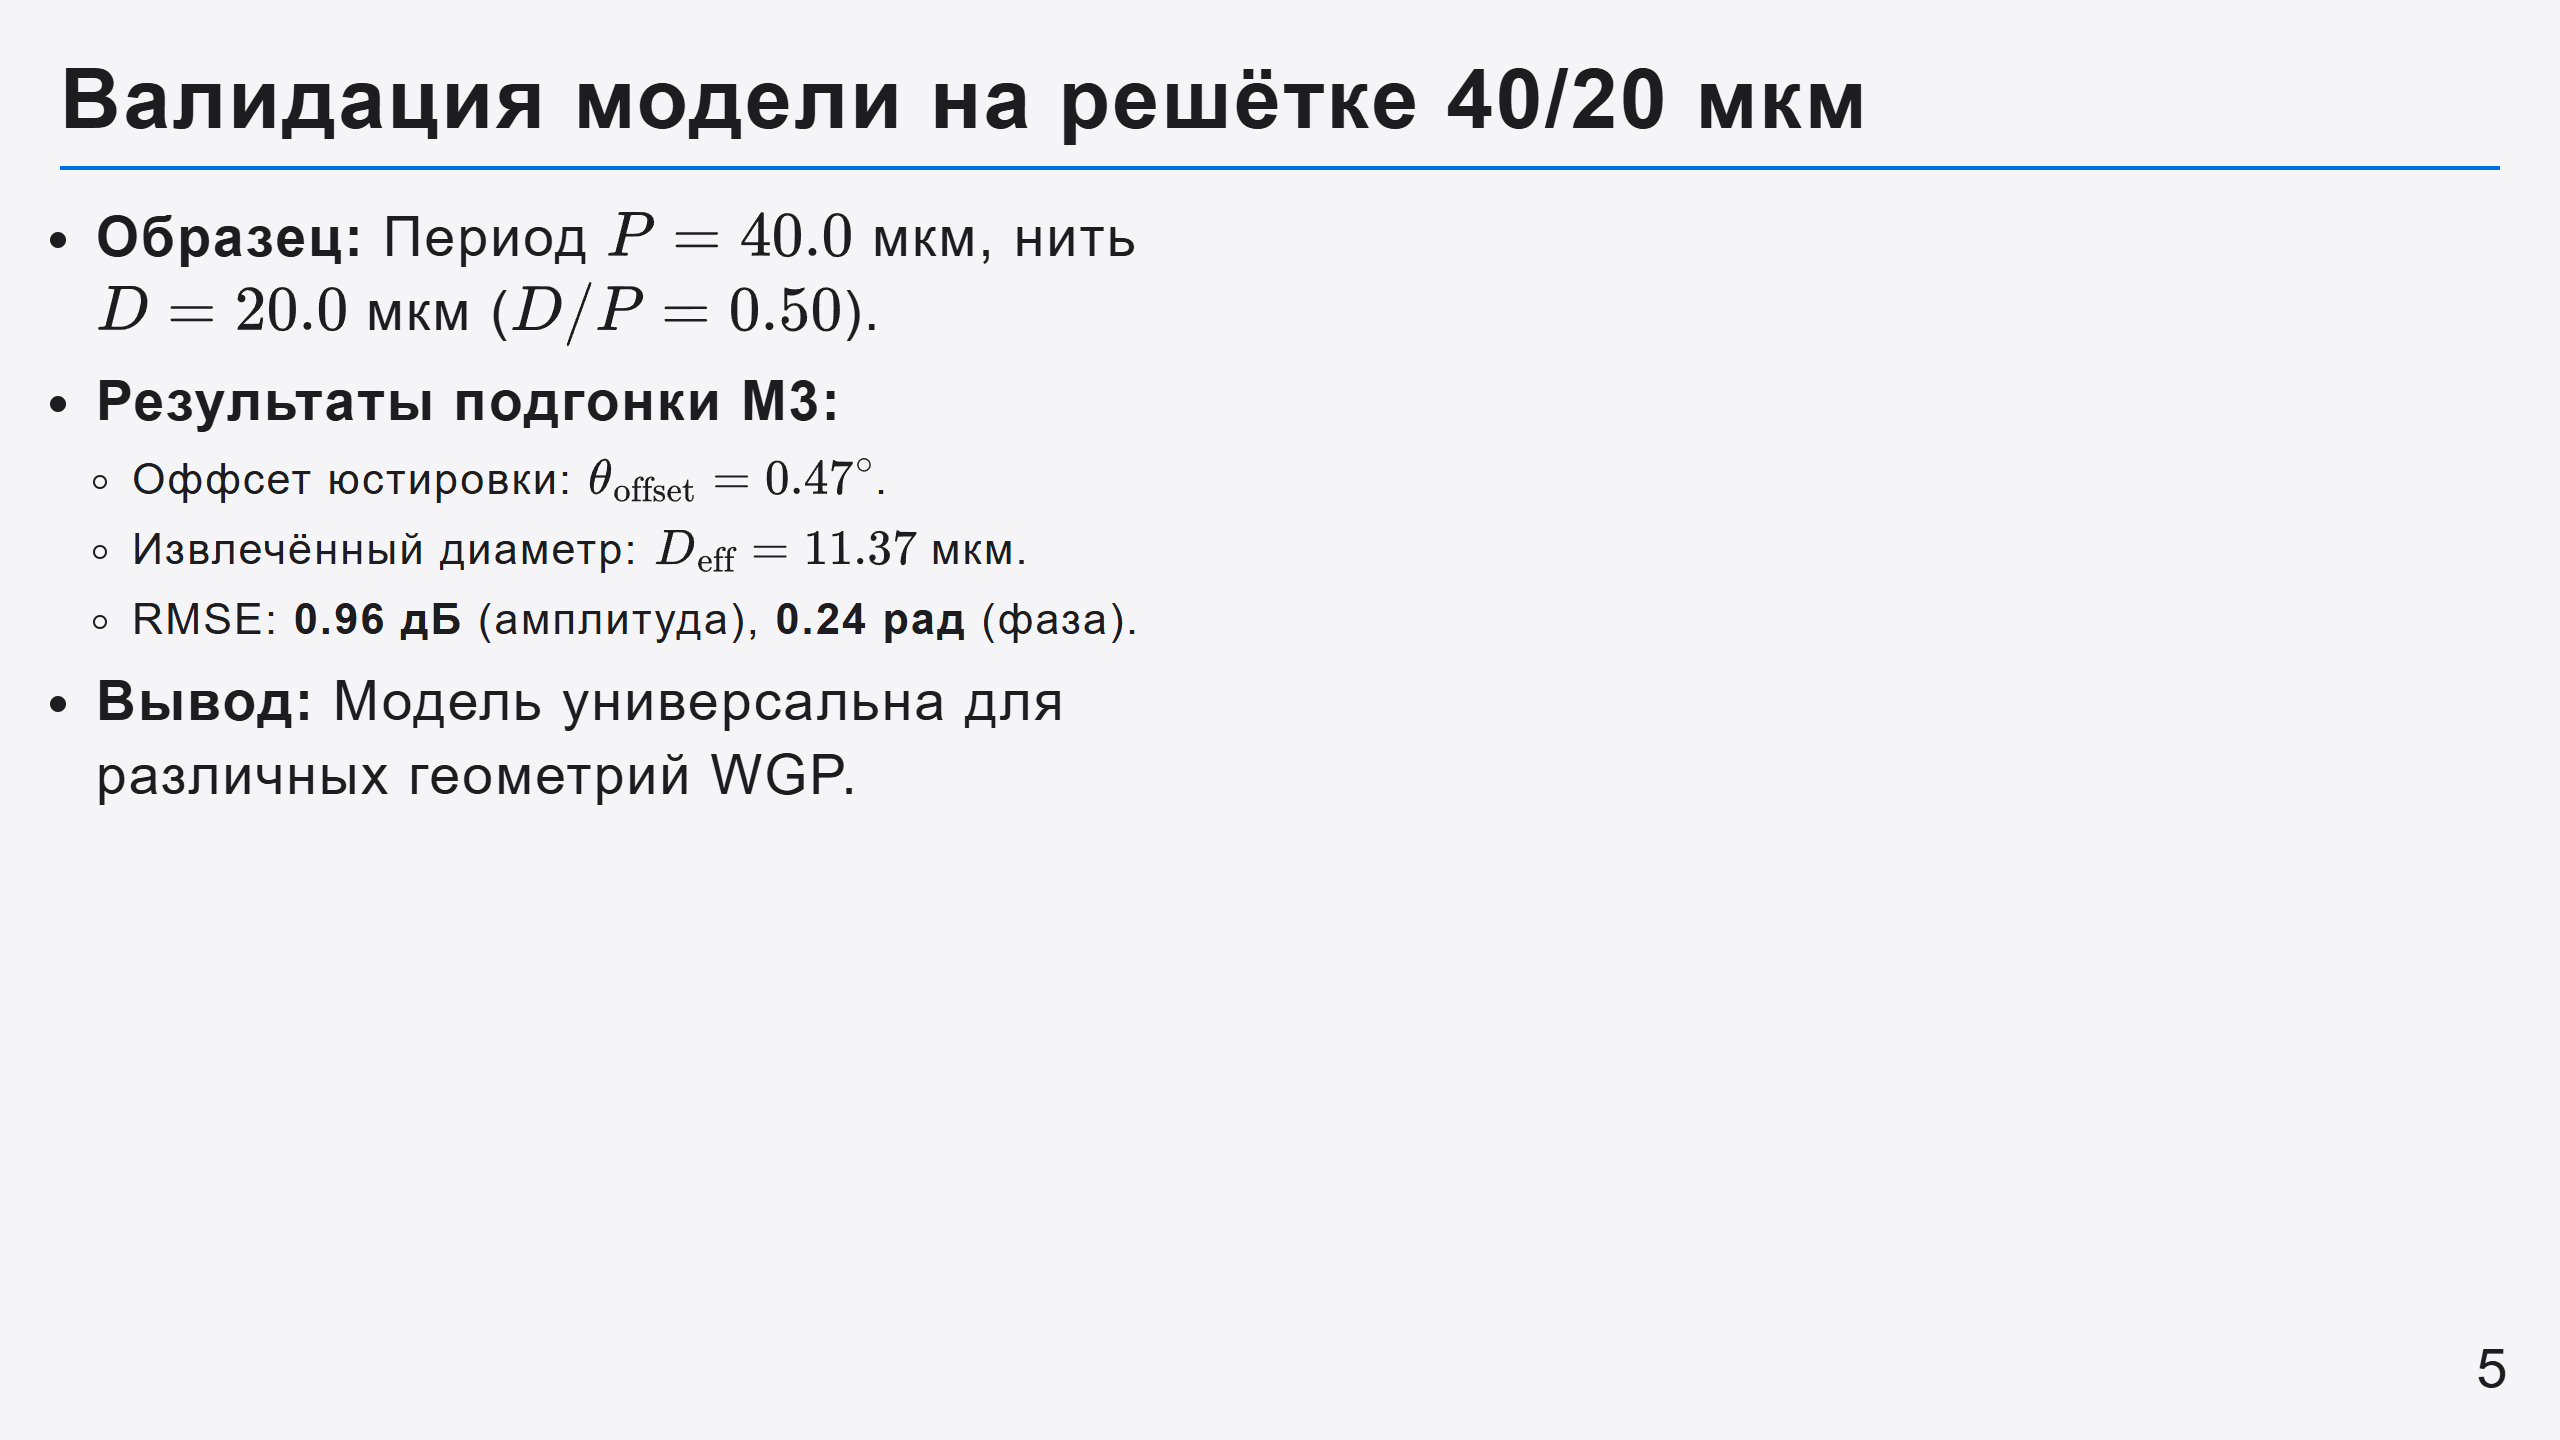 Валидация модели на решётке 40/20 мкм
• Образец: Период P = 40.0 мкм, нить
D = 20.0 мкм (D/P = 0.50).
• Результаты подгонки M3:
◦ Оффсет юстировки: θ_offset = 0.47°.
◦ Извлечённый диаметр: D_eff = 11.37 мкм.
◦ RMSE: 0.96 дБ (амплитуда), 0.24 рад (фаза).
• Вывод: Модель универсальна для
различных геометрий WGP.
5